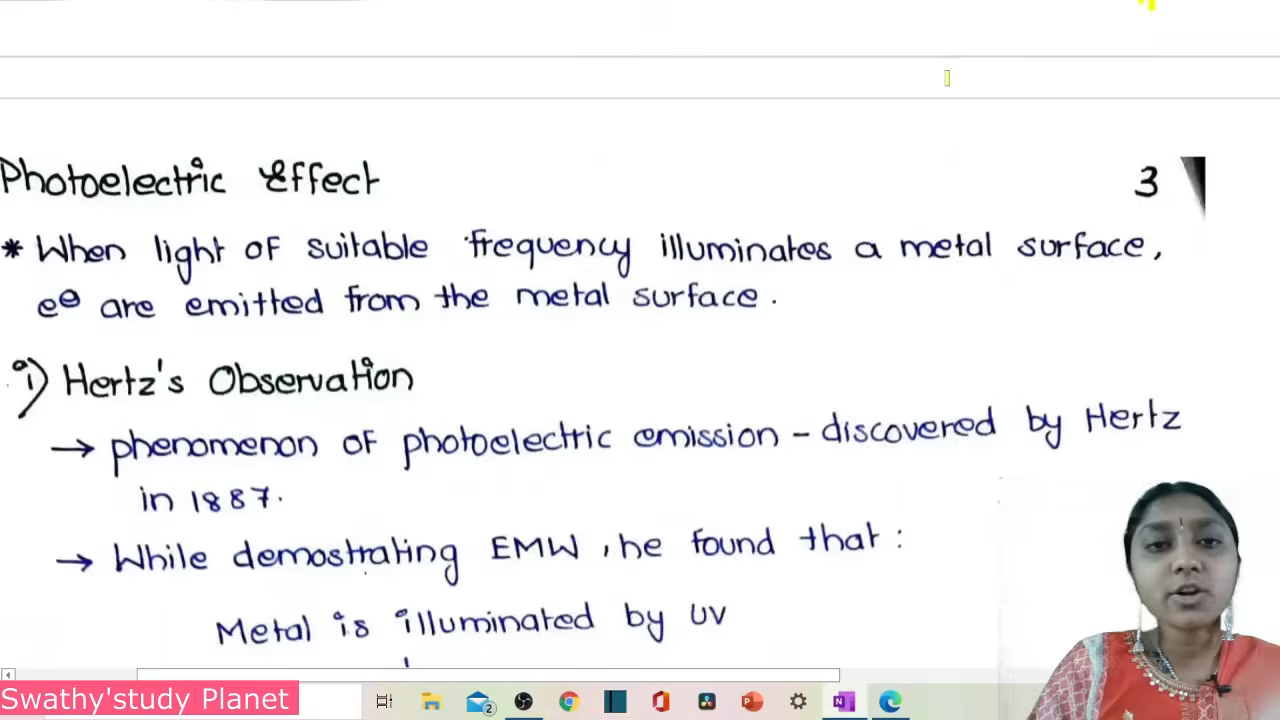 Photoelectric Effect
3
* When light of suitable frequency illuminates a metal surface,
e⊖ are emitted from the metal surface.
i) Hertz's Observation
→ phenomenon of photoelectric emission - discovered by Hertz
in 1887.
→ While demostrating EMW, he found that :
Metal is illuminated by UV
Swathy'study Planet
2